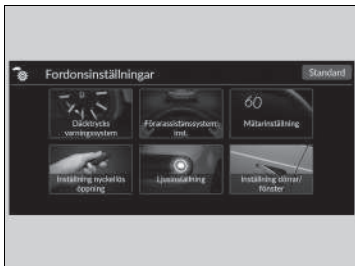 Fordonsinställningar
Standard
Däcktrycks
varningssystem
Förarassistanssystem,
inst.
60
Mätarinställning
Inställning nyckellös
öppning
Ljusinställning
Inställning dörrar/
fönster